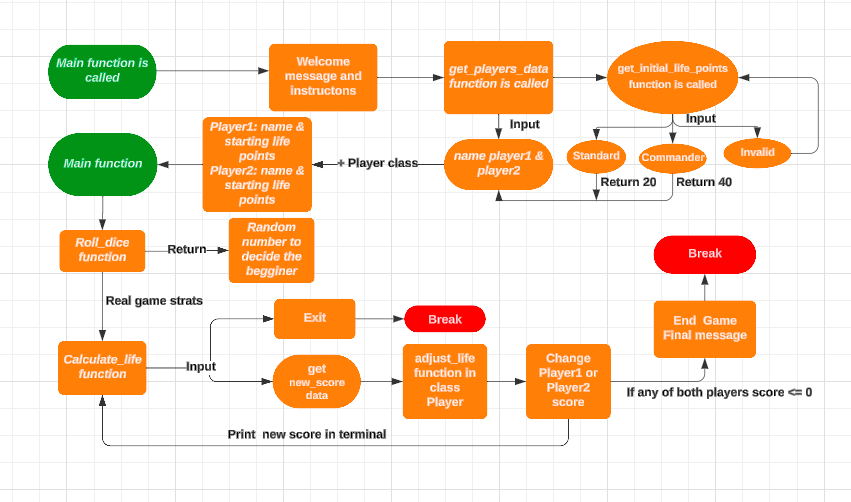 Main function is
called
Welcome
message and
instructons
get_players_data
function is called
get_initial_life_points
function is called
Input
Input
Standard
Commander
Invalid
Return 20
Return 40
name player1 &
player2
+ Player class
Player1: name &
starting life
points
Player2: name &
starting life
points
Main function
Roll_dice
function
Return
Random
number to
decide the
begginer
Real game strats
Calculate_life
function
Input
Exit
Break
get
new_score
data
adjust_life
function in
class
Player
Change
Player1 or
Player2
score
If any of both players score <= 0
End Game
Final message
Break
Print new score in terminal